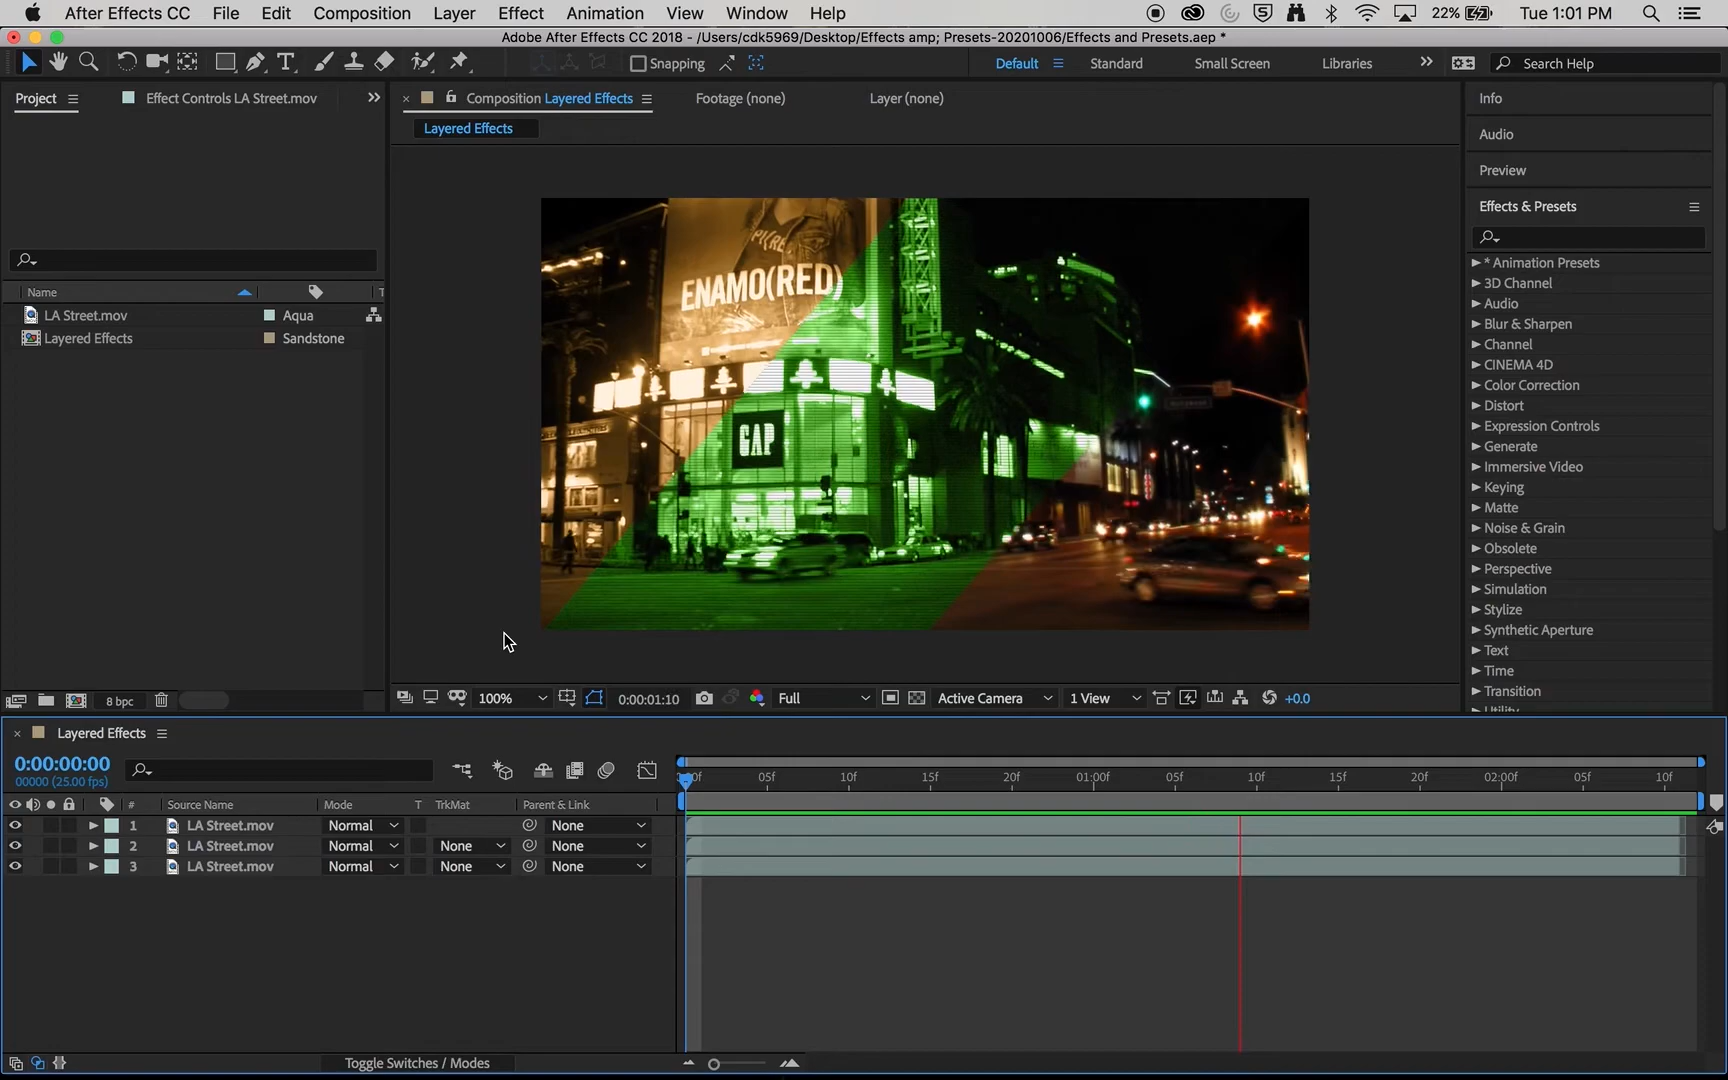 After Effects CC File Edit Composition Layer Effect Animation View Window Help 22% Tue 1:01 PM
Adobe After Effects CC 2018 - /Users/cdk5969/Desktop/Effects amp; Presets-20201006/Effects and Presets.aep *
Snapping Default Standard Small Screen Libraries Search Help
Project Effect Controls LA Street.mov
Composition Layered Effects Footage (none) Layer (none)
Layered Effects
Name
LA Street.mov Aqua
Layered Effects Sandstone
8 bpc
ENAMO(RED)
GAP
100% 0:00:01:10 Full Active Camera 1 View +0.0
Info
Audio
Preview
Effects & Presets
* Animation Presets
3D Channel
Audio
Blur & Sharpen
Channel
CINEMA 4D
Color Correction
Distort
Expression Controls
Generate
Immersive Video
Keying
Matte
Noise & Grain
Obsolete
Perspective
Simulation
Stylize
Synthetic Aperture
Text
Time
Transition
Utility
Layered Effects
0:00:00:00
00000 (25.00 fps)
05f 10f 15f 20f 01:00f 05f 10f 15f 20f 02:00f 05f 10f
# Source Name Mode T TrkMat Parent & Link
1 LA Street.mov Normal None
2 LA Street.mov Normal None None
3 LA Street.mov Normal None None
Toggle Switches / Modes